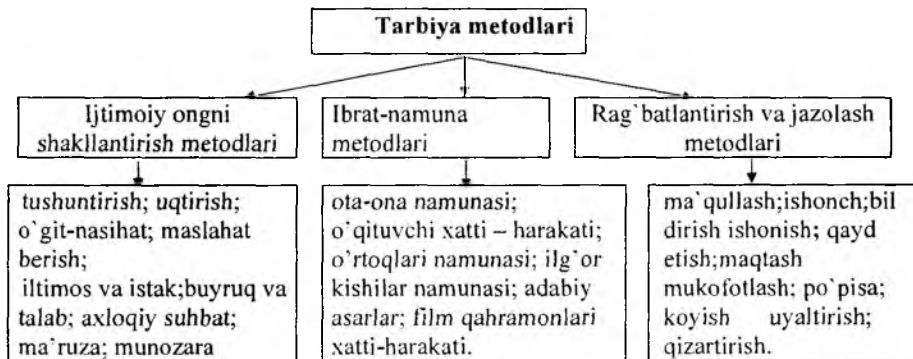 Tarbiya metodlari
Ijtimoiy ongni
shakllantirish metodlari
tushuntirish; uqtirish;
o`git-nasihat; maslahat
berish;
iltimos va istak;buyruq va
talab; axloqiy suhbat;
ma`ruza; munozara
Ibrat-namuna
metodlari
ota-ona namunasi;
o`qituvchi xatti – harakati;
o`rtoqlari namunasi; ilg`or
kishilar namunasi; adabiy
asarlar; film qahramonlari
xatti-harakati.
Rag`batlantirish va jazolash
metodlari
ma`qullash;ishonch;bil
dirish ishonish; qayd
etish;maqtash
mukofotlash; po`pisa;
koyish uyaltirish;
qizartirish.